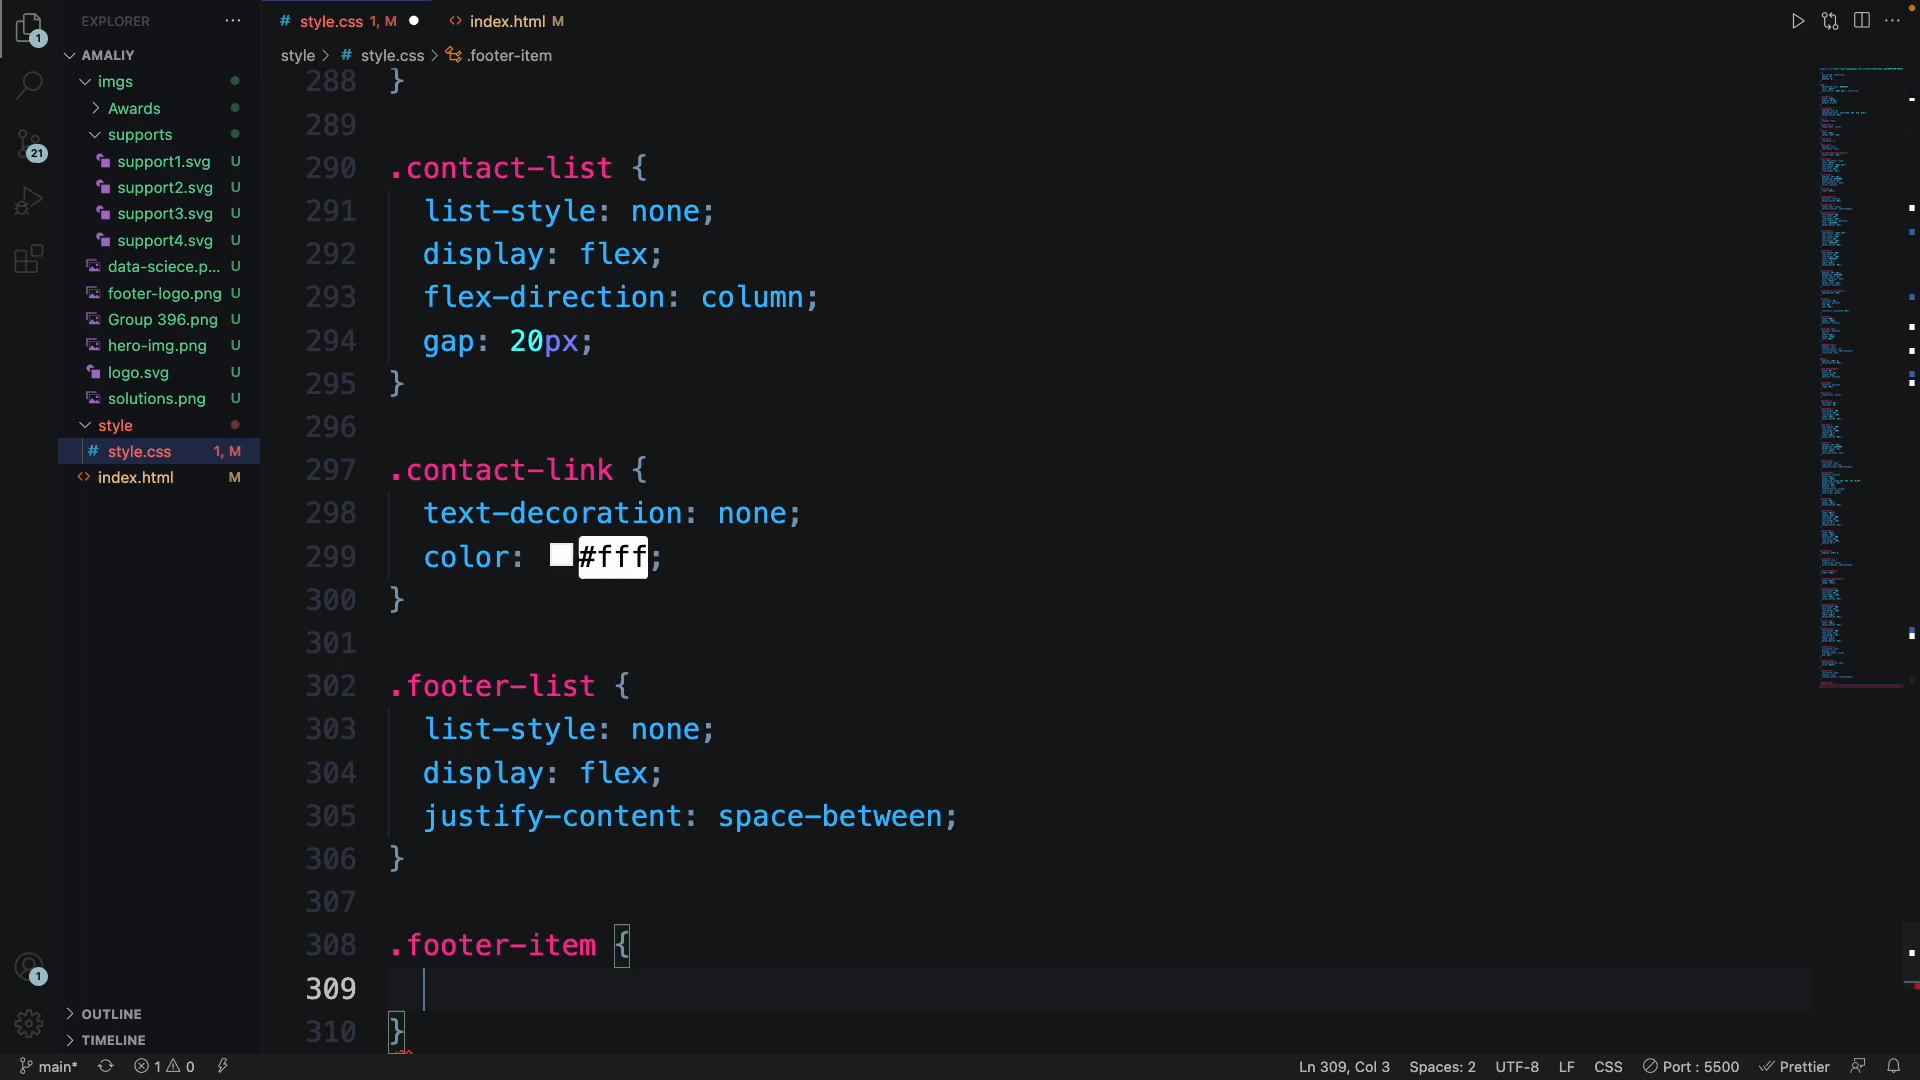 EXPLORER
AMALIY
imgs
Awards
supports
support1.svg U
support2.svg U
support3.svg U
support4.svg U
data-sciece.p... U
footer-logo.png U
Group 396.png U
hero-img.png U
logo.svg U
solutions.png U
style
# style.css 1, M
<> index.html M
OUTLINE
TIMELINE
1
21
1
# style.css 1, M
<> index.html M
style > # style.css > .footer-item
288 }
289
290 .contact-list {
291 list-style: none;
292 display: flex;
293 flex-direction: column;
294 gap: 20px;
295 }
296
297 .contact-link {
298 text-decoration: none;
299 color: #fff;
300 }
301
302 .footer-list {
303 list-style: none;
304 display: flex;
305 justify-content: space-between;
306 }
307
308 .footer-item {
309
310 }
main* 1 0
Ln 309, Col 3 Spaces: 2 UTF-8 LF CSS Port : 5500 Prettier